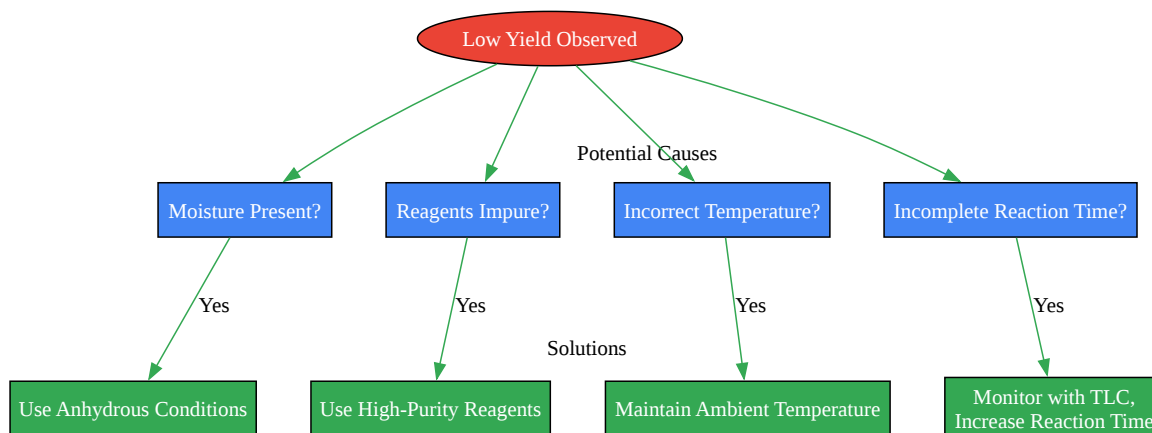 Low Yield Observed
Potential Causes
Moisture Present?
Reagents Impure?
Incorrect Temperature?
Incomplete Reaction Time?
Yes
Yes
Yes
Yes
Solutions
Use Anhydrous Conditions
Use High-Purity Reagents
Maintain Ambient Temperature
Monitor with TLC,
Increase Reaction Time